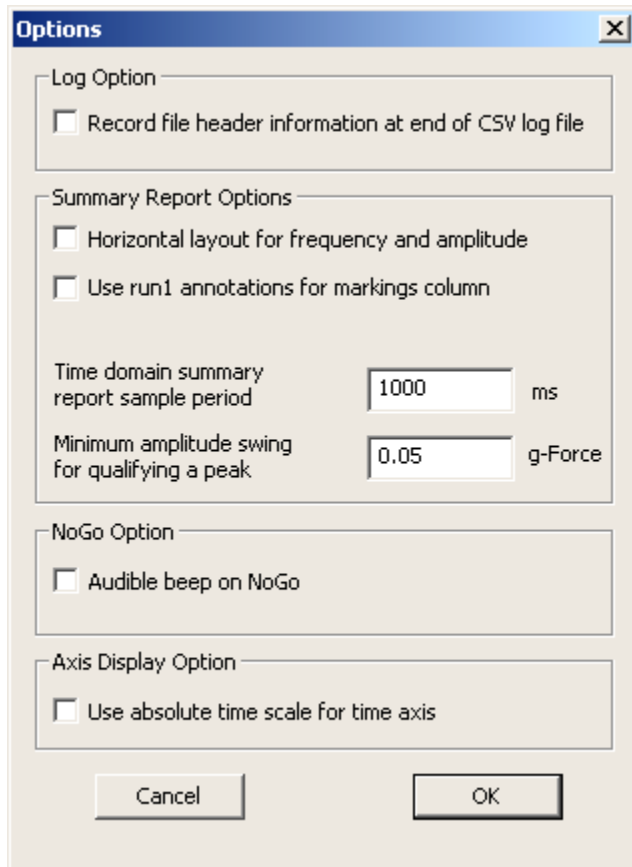 Options
Log Option
Record file header information at end of CSV log file
Summary Report Options
Horizontal layout for frequency and amplitude
Use run1 annotations for markings column
Time domain summary
report sample period
1000 ms
Minimum amplitude swing
for qualifying a peak
0.05 g-Force
NoGo Option
Audible beep on NoGo
Axis Display Option
Use absolute time scale for time axis
Cancel OK